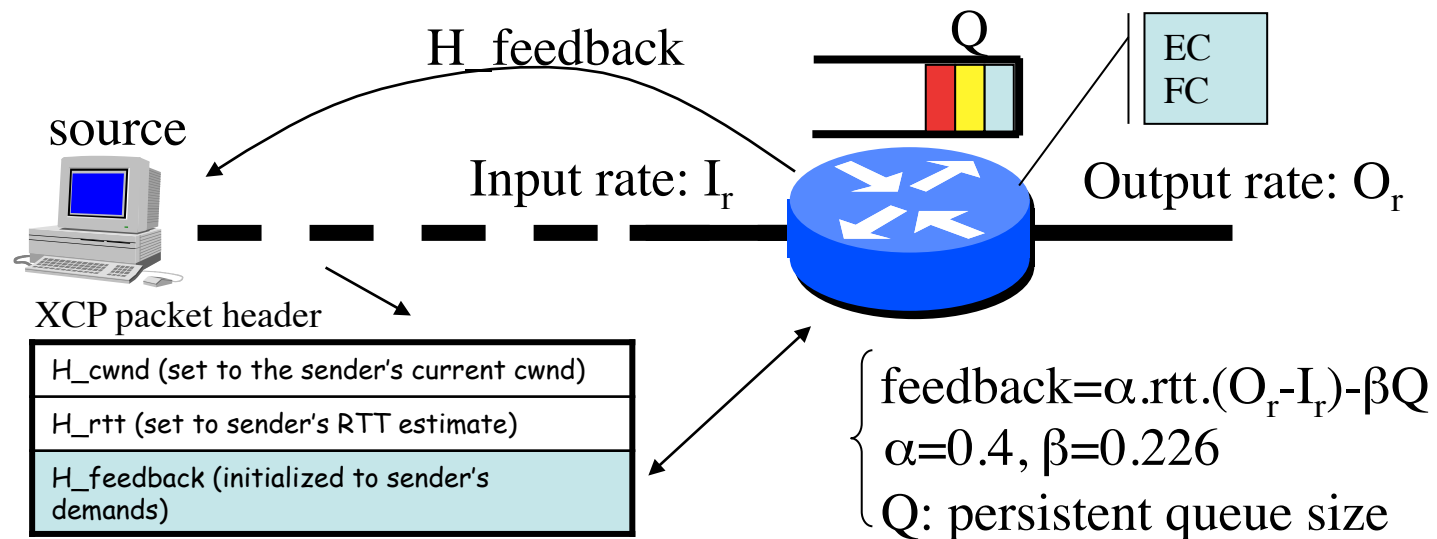 H_feedback
Q
EC
FC
source
Input rate: Iᵣ
Output rate: Oᵣ
XCP packet header
H_cwnd (set to the sender's current cwnd)
H_rtt (set to sender's RTT estimate)
H_feedback (initialized to sender's
demands)
feedback=α.rtt.(Oᵣ-Iᵣ)-βQ
α=0.4, β=0.226
Q: persistent queue size